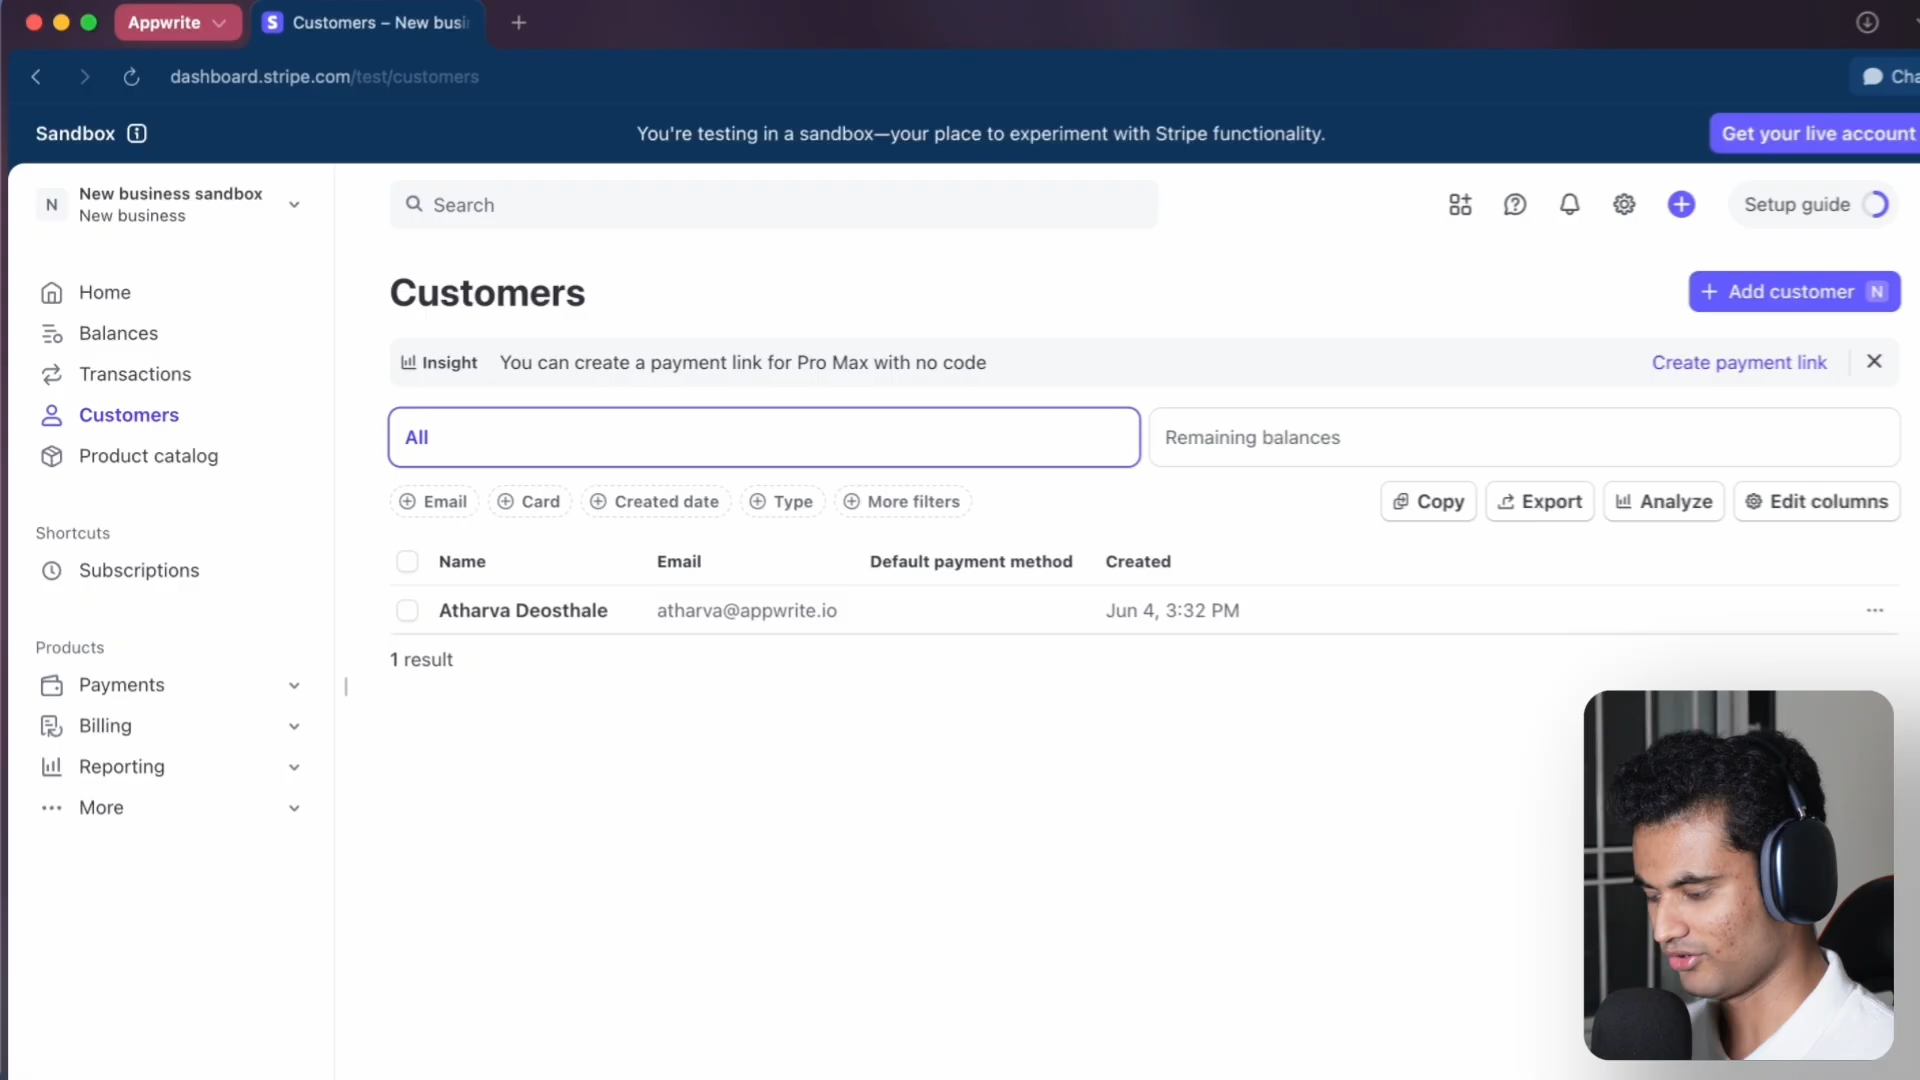 Appwrite
S Customers – New busi
dashboard.stripe.com/test/customers
Cha
Sandbox
You're testing in a sandbox—your place to experiment with Stripe functionality.
Get your live account
N
New business sandbox
New business
Search
Setup guide
Home
Balances
Transactions
Customers
Product catalog
Shortcuts
Subscriptions
Products
Payments
Billing
Reporting
More
Customers
Add customer N
Insight You can create a payment link for Pro Max with no code
Create payment link
All
Remaining balances
Email
Card
Created date
Type
More filters
Copy
Export
Analyze
Edit columns
Name Email Default payment method Created
Atharva Deosthale atharva@appwrite.io Jun 4, 3:32 PM
1 result